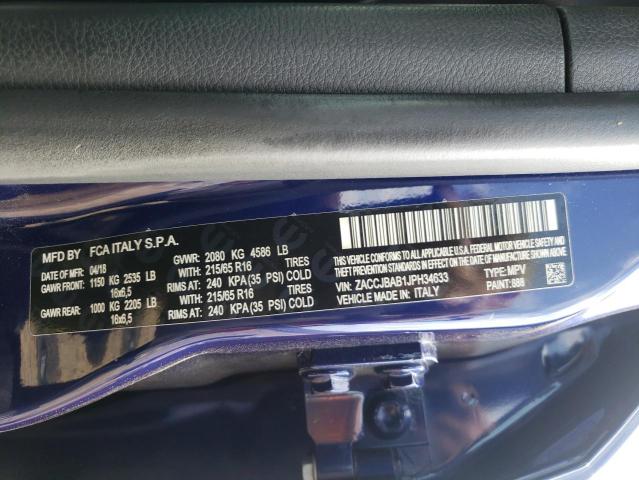 MFD BY FCA ITALY S.P.A.
DATE OF MFR: 04/18 GVWR: 2080 KG 4586 LB
GAWR FRONT: 1150 KG 2535 LB WITH: 215/65 R16 TIRES
16x6,5 RIMS AT: 240 KPA (35 PSI) COLD
GAWR REAR: 1000 KG 2205 LB WITH: 215/65 R16 TIRES
16x6,5 RIMS AT: 240 KPA (35 PSI) COLD
THIS VEHICLE CONFORMS TO ALL APPLICABLE
U.S.A. FEDERAL MOTOR VEHICLE SAFETY, BUMPER,
AND THEFT PREVENTION STANDARDS IN EFFECT ON
THE DATE OF MANUFACTURE SHOWN ABOVE.
VIN: ZACCJBAB1JPH34633 TYPE: MPV
VEHICLE MADE IN: ITALY PAINT: 888